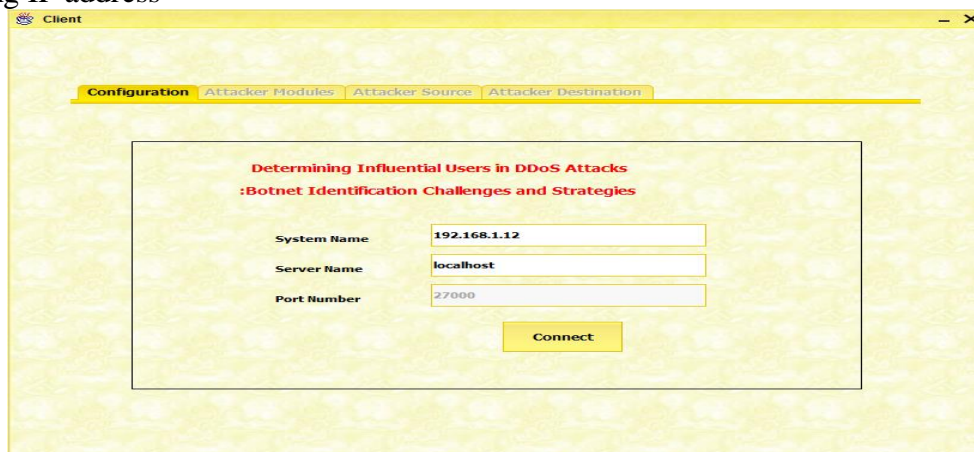 IP address
Client
Configuration Attacker Modules Attacker Source Attacker Destination
Determining Influential Users in DDoS Attacks
:Botnet Identification Challenges and Strategies
System Name 192.168.1.12
Server Name localhost
Port Number 27000
Connect